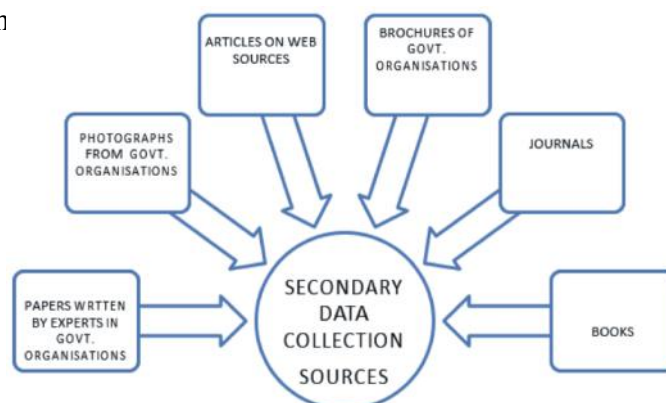 ARTICLES ON WEB
SOURCES
BROCHURES OF
GOVT.
ORGANISATIONS
PHOTOGRAPHS
FROM GOVT.
ORGANISATIONS
JOURNALS
PAPERS WRTTEN
BY EXPERTS IN
GOVT.
ORGANISATIONS
SECONDARY
DATA
COLLECTION
SOURCES
BOOKS